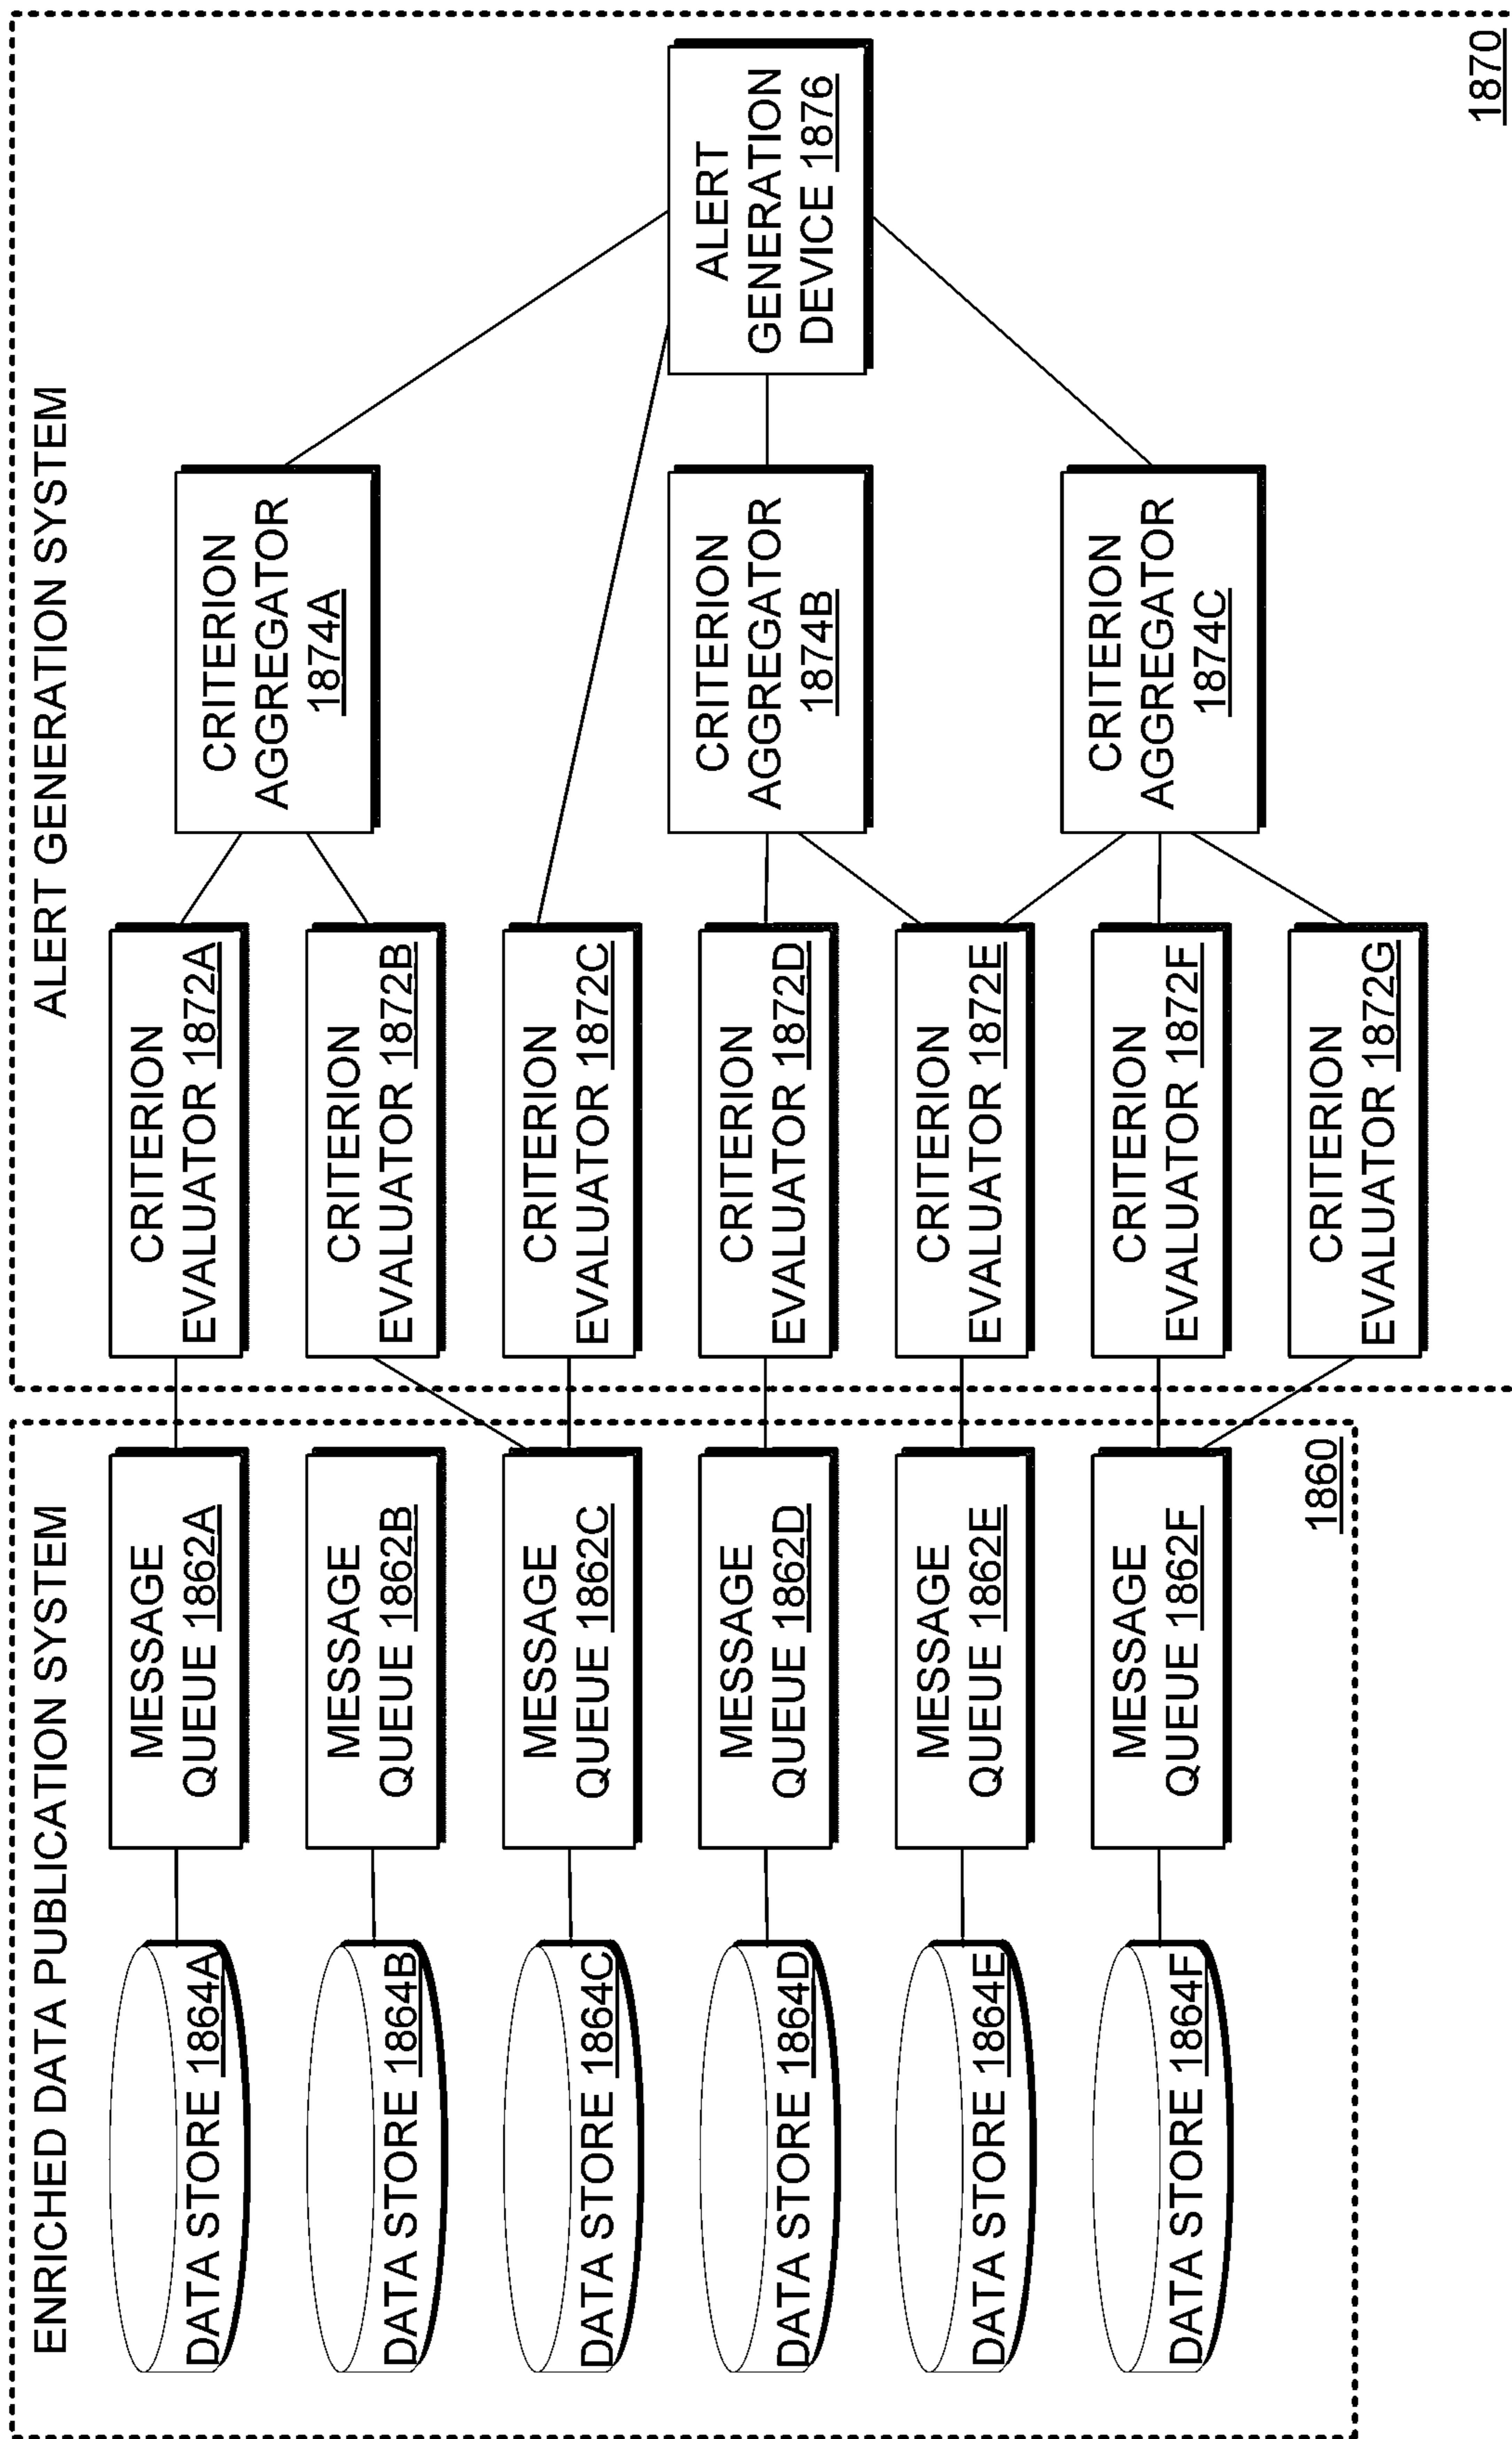 ENRICHED DATA PUBLICATION SYSTEM
DATA STORE 1864A
DATA STORE 1864B
DATA STORE 1864C
DATA STORE 1864D
DATA STORE 1864E
DATA STORE 1864F
MESSAGE
QUEUE 1862A
MESSAGE
QUEUE 1862B
MESSAGE
QUEUE 1862C
MESSAGE
QUEUE 1862D
MESSAGE
QUEUE 1862E
MESSAGE
QUEUE 1862F
1860
ALERT GENERATION SYSTEM
CRITERION
EVALUATOR 1872A
CRITERION
EVALUATOR 1872B
CRITERION
EVALUATOR 1872C
CRITERION
EVALUATOR 1872D
CRITERION
EVALUATOR 1872E
CRITERION
EVALUATOR 1872F
CRITERION
EVALUATOR 1872G
CRITERION
AGGREGATOR
1874A
CRITERION
AGGREGATOR
1874B
CRITERION
AGGREGATOR
1874C
ALERT
GENERATION
DEVICE 1876
1870